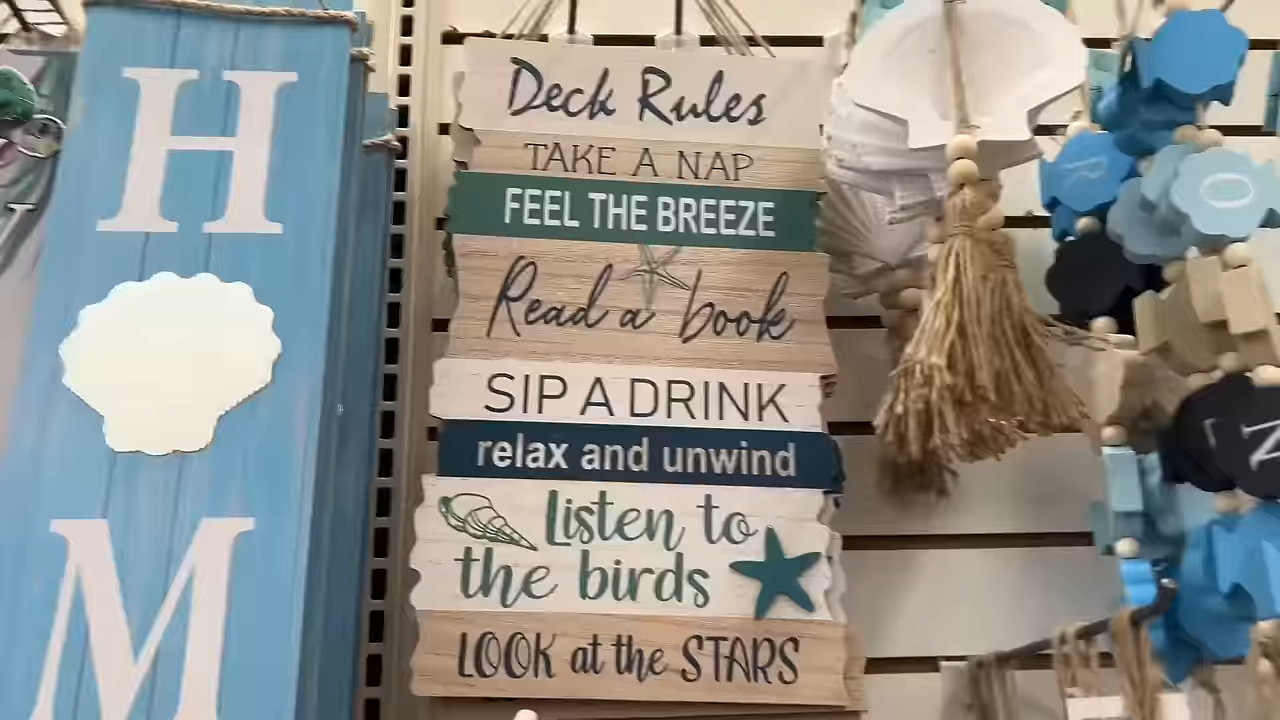 H
M
Deck Rules
TAKE A NAP
FEEL THE BREEZE
Read a book
SIP A DRINK
relax and unwind
Listen to
the birds
LOOK at the STARS
R
O
N